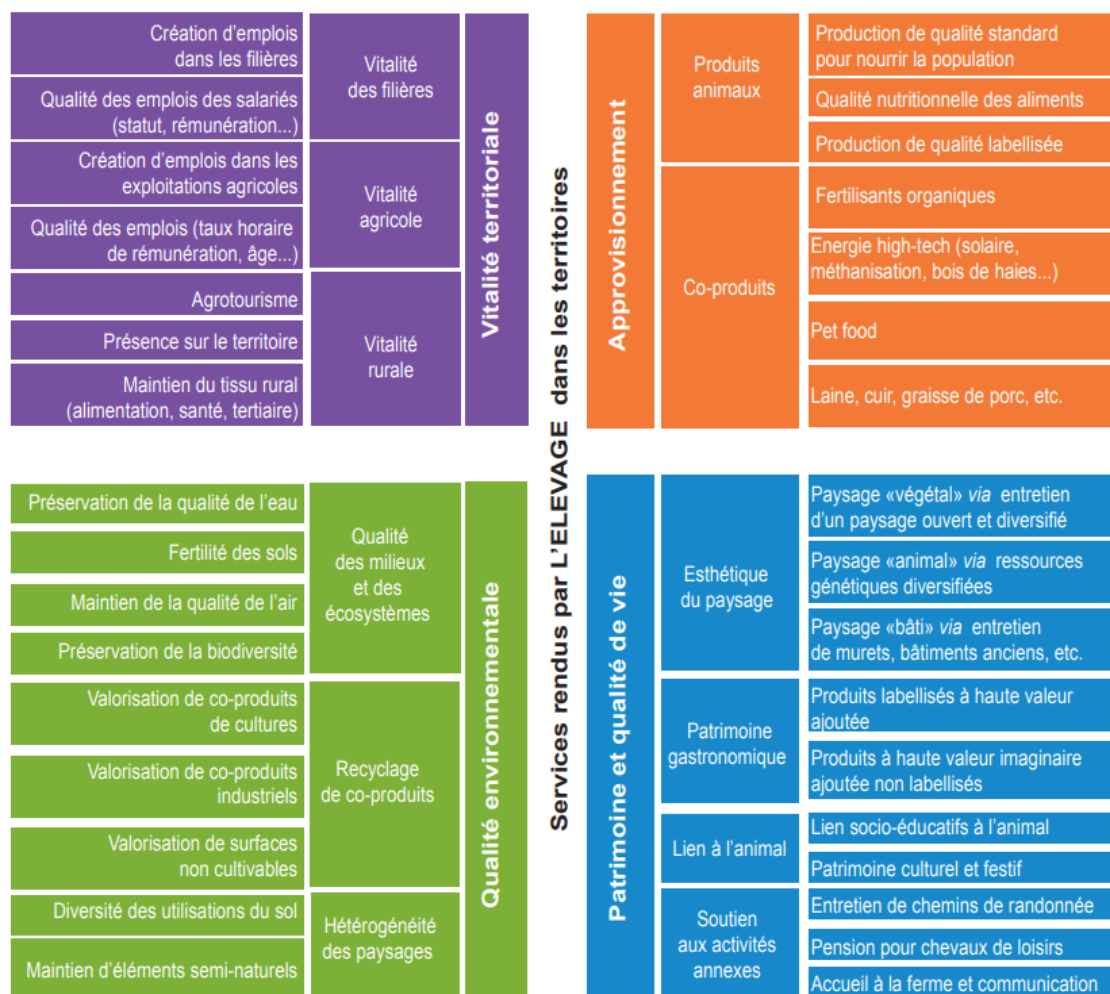 Création d'emplois
dans les filières
Qualité des emplois des salariés
(statut, rémunération...)
Création d'emplois dans les
exploitations agricoles
Qualité des emplois (taux horaire
de rémunération, âge...)
Agrotourisme
Présence sur le territoire
Maintien du tissu rural
(alimentation, santé, tertiaire)
Vitalité
des filières
Vitalité
agricole
Vitalité
rurale
Vitalité territoriale
Services rendus par L'ELEVAGE dans les territoires
Approvisionnement
Produits
animaux
Co-produits
Production de qualité standard
pour nourrir la population
Qualité nutritionnelle des aliments
Production de qualité labellisée
Fertilisants organiques
Energie high-tech (solaire,
méthanisation, bois de haies...)
Pet food
Laine, cuir, graisse de porc, etc.
Préservation de la qualité de l'eau
Fertilité des sols
Maintien de la qualité de l'air
Préservation de la biodiversité
Valorisation de co-produits
de cultures
Valorisation de co-produits
industriels
Valorisation de surfaces
non cultivables
Diversité des utilisations du sol
Maintien d'éléments semi-naturels
Qualité
des milieux
et des
écosystèmes
Recyclage
de co-produits
Hétérogénéité
des paysages
Qualité environnementale
Patrimoine et qualité de vie
Esthétique
du paysage
Patrimoine
gastronomique
Lien à l'animal
Soutien
aux activités
annexes
Paysage «végétal» via entretien
d'un paysage ouvert et diversifié
Paysage «animal» via ressources
génétiques diversifiées
Paysage «bâti» via entretien
de murets, bâtiments anciens, etc.
Produits labellisés à haute valeur
ajoutée
Produits à haute valeur imaginaire
ajoutée non labellisés
Lien socio-éducatifs à l'animal
Patrimoine culturel et festif
Entretien de chemins de randonnée
Pension pour chevaux de loisirs
Accueil à la ferme et communication